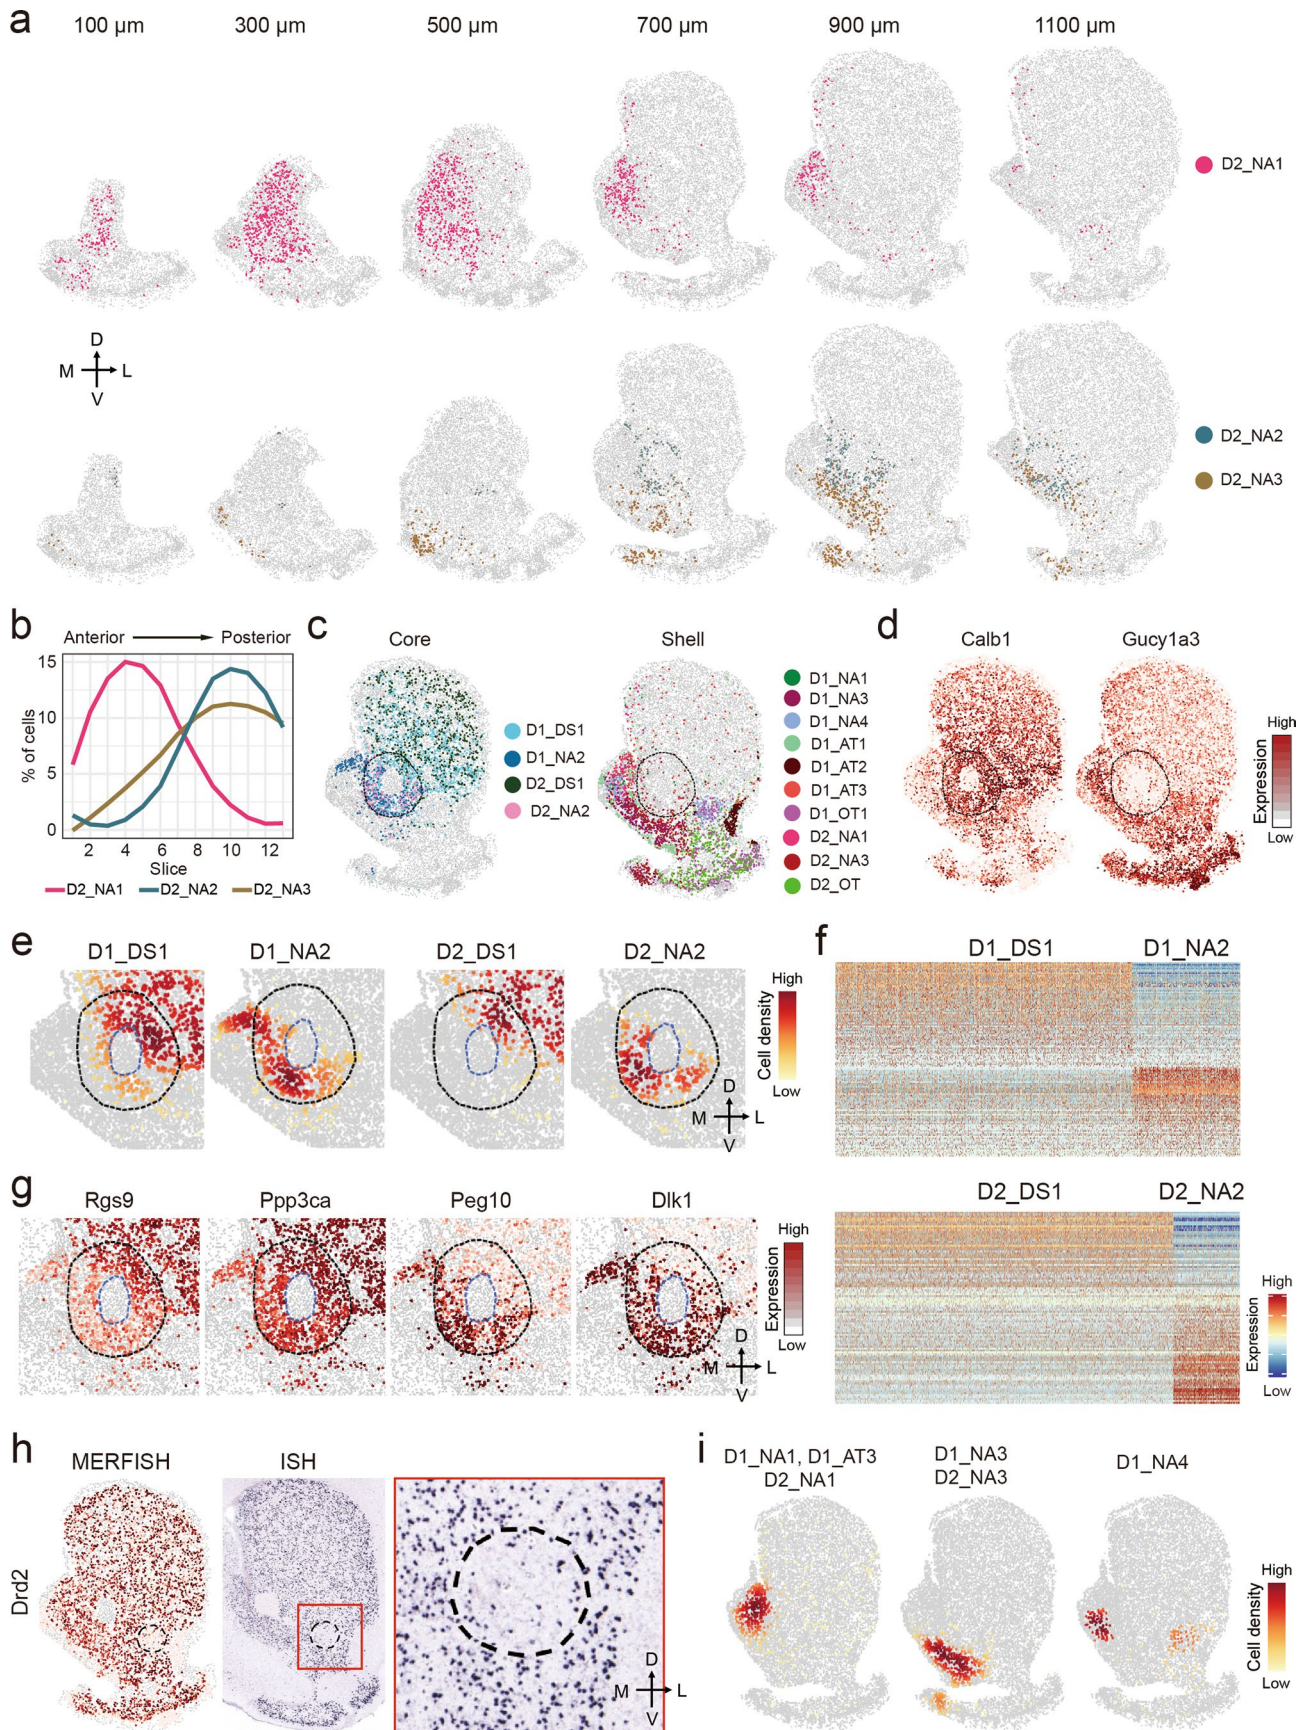 a
100 µm 300 µm 500 µm 700 µm 900 µm 1100 µm
D2_NA1
D
M L
V
D2_NA2
D2_NA3
b
Anterior Posterior
% of cells
15
10
5
0
2 4 6 8 10 12
Slice
D2_NA1 D2_NA2 D2_NA3
c
Core
D1_DS1
D1_NA2
D2_DS1
D2_NA2
Shell
D1_NA1
D1_NA3
D1_NA4
D1_AT1
D1_AT2
D1_AT3
D1_OT1
D2_NA1
D2_NA3
D2_OT
d
Calb1 Gucy1a3
High
Expression
Low
e
D1_DS1 D1_NA2 D2_DS1 D2_NA2
High
Cell density
Low
D
M L
V
f
D1_DS1 D1_NA2
D2_DS1 D2_NA2
High
Expression
Low
g
Rgs9 Ppp3ca Peg10 Dlk1
High
Expression
Low
D
M L
V
h
MERFISH ISH
Drd2
D
M L
V
i
D1_NA1, D1_AT3
D2_NA1
D1_NA3
D2_NA3
D1_NA4
High
Cell density
Low